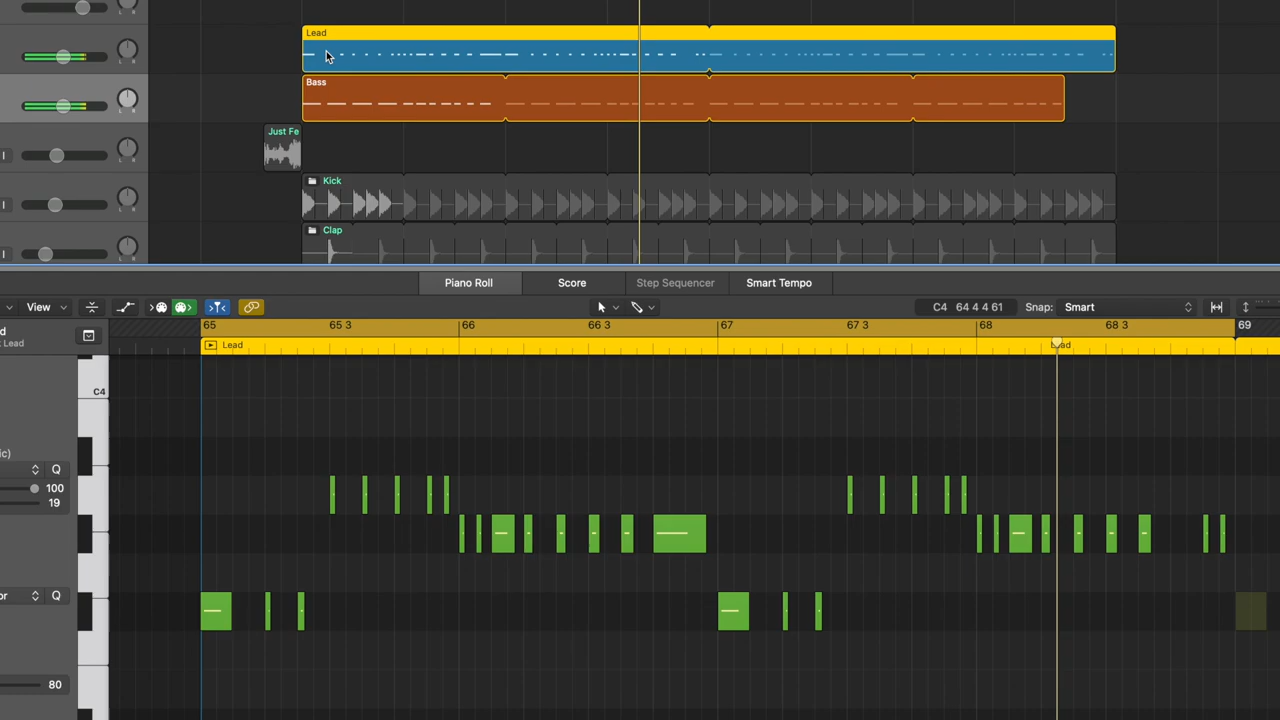 Lead
Bass
Just Fe
I
Kick
I
Clap
I
L R
Piano Roll Score Step Sequencer Smart Tempo
View C4 64 4 4 61 Snap: Smart
d
Lead
65 65 3 66 66 3 67 67 3 68 68 3 69
Lead Lead
C4
ic)
Q
100
19
or Q
80